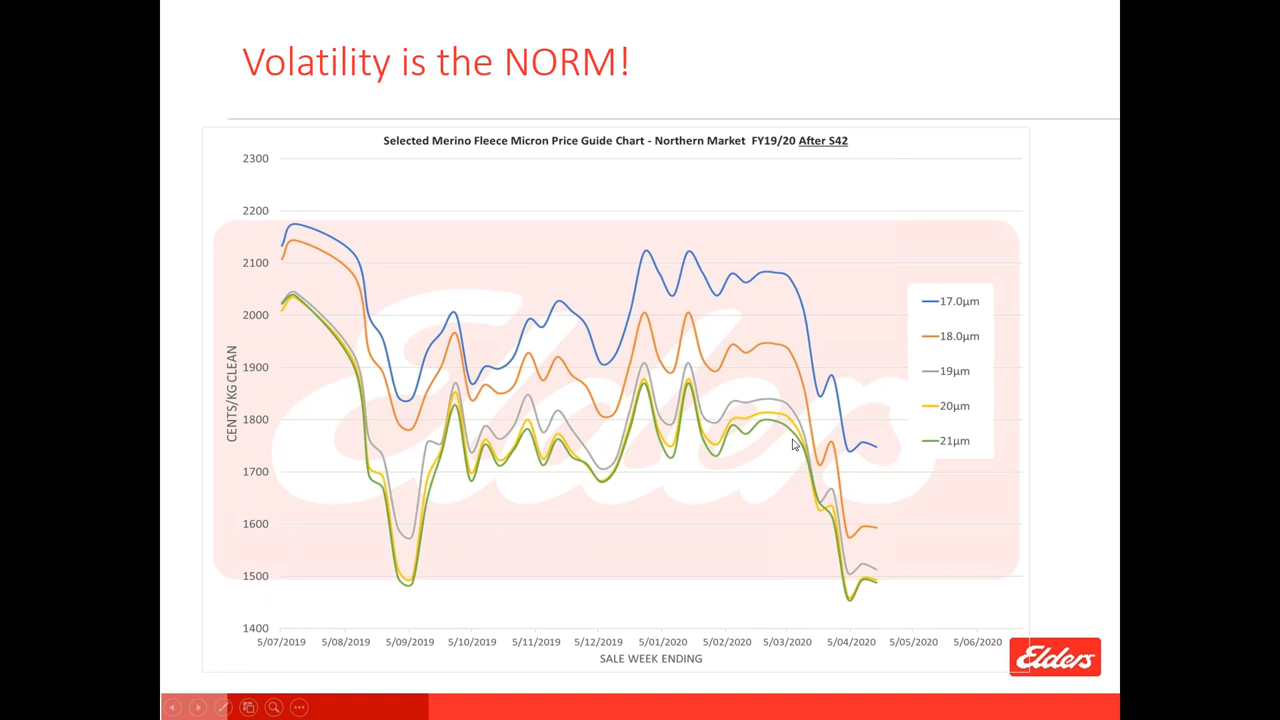 Volatility is the NORM!
Selected Merino Fleece Micron Price Guide Chart - Northern Market FY19/20 After S42
2300
2200
2100
2000
1900
1800
1700
1600
1500
1400
CENTS/KG CLEAN
Elders
17.0µm
18.0µm
19µm
20µm
21µm
5/07/2019 5/08/2019 5/09/2019 5/10/2019 5/11/2019 5/12/2019 5/01/2020 5/02/2020 5/03/2020 5/04/2020 5/05/2020 5/06/2020
SALE WEEK ENDING
Elders